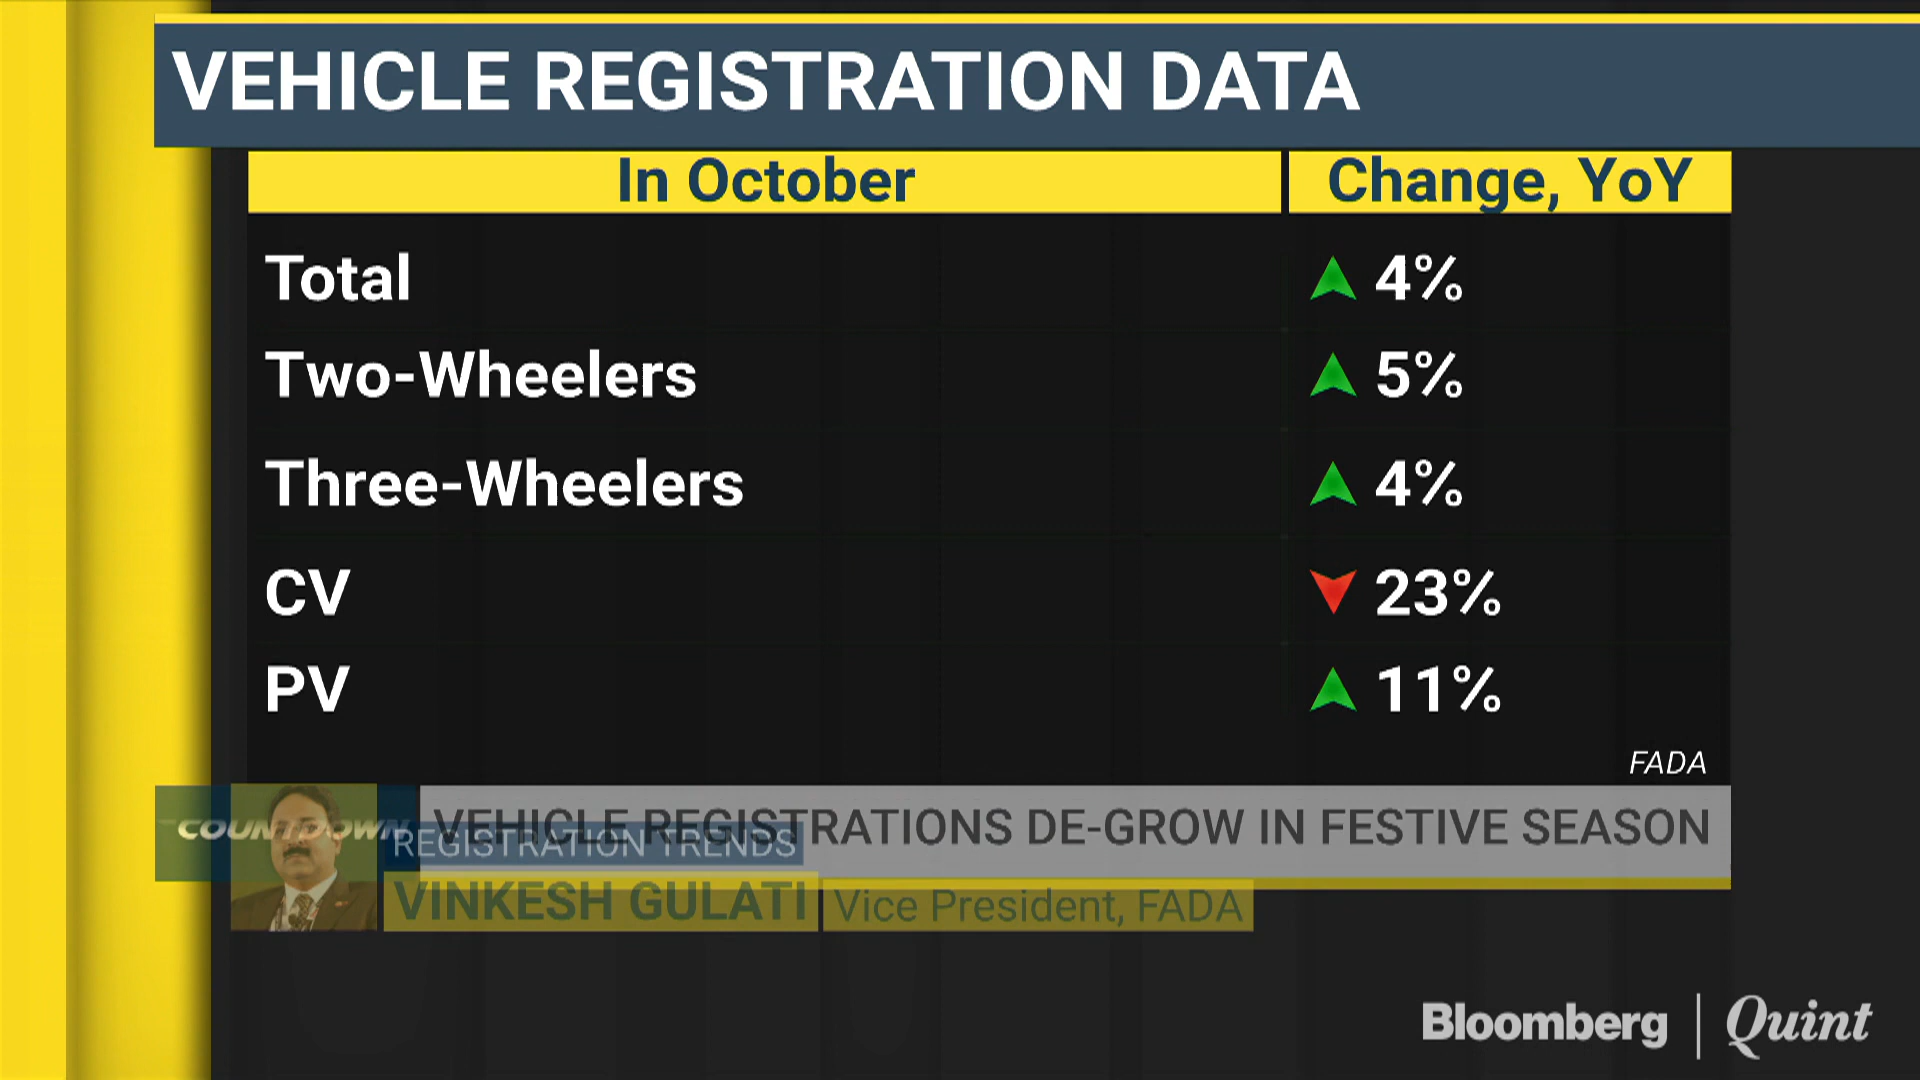 VEHICLE REGISTRATION DATA
In October Change, YoY
Total 4%
Two-Wheelers 5%
Three-Wheelers 4%
CV 23%
PV 11%
FADA
COUNTDOWN VEHICLE REGISTRATIONS DE-GROW IN FESTIVE SEASON
REGISTRATION TRENDS
VINKESH GULATI Vice President, FADA
Bloomberg | Quint